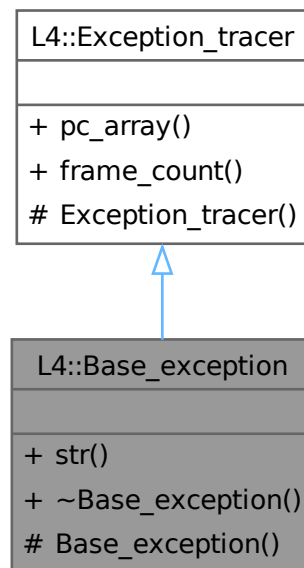 L4::Exception_tracer
+ pc_array()
+ frame_count()
# Exception_tracer()
L4::Base_exception
+ str()
+ ~Base_exception()
# Base_exception()